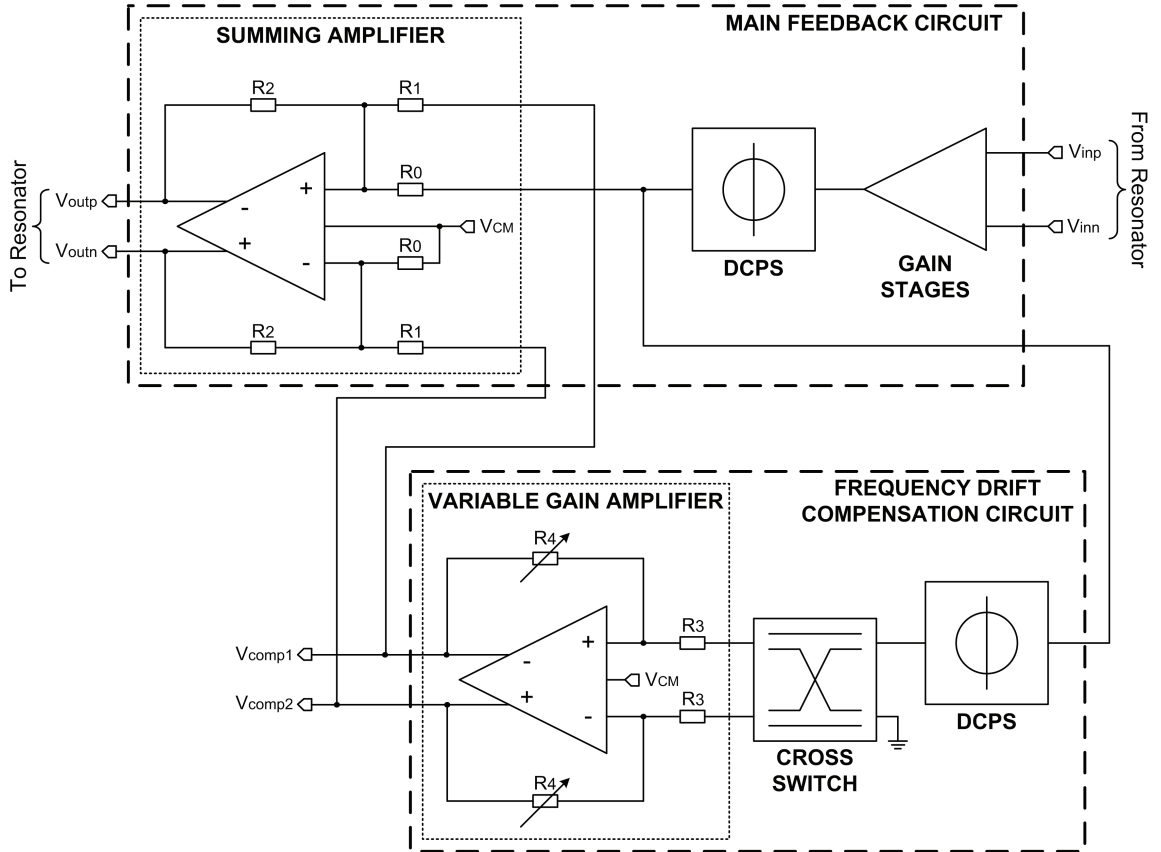 MAIN FEEDBACK CIRCUIT
SUMMING AMPLIFIER
R2
R1
From Resonator
Vinp
+
R0
To Resonator
Voutp
-
VCM
Vinn
Voutn
+
R0
-
DCPS
GAIN
STAGES
R2
R1
FREQUENCY DRIFT
COMPENSATION CIRCUIT
VARIABLE GAIN AMPLIFIER
R4
R3
+
Vcomp1
-
VCM
Vcomp2
+
R3
-
DCPS
CROSS
SWITCH
R4